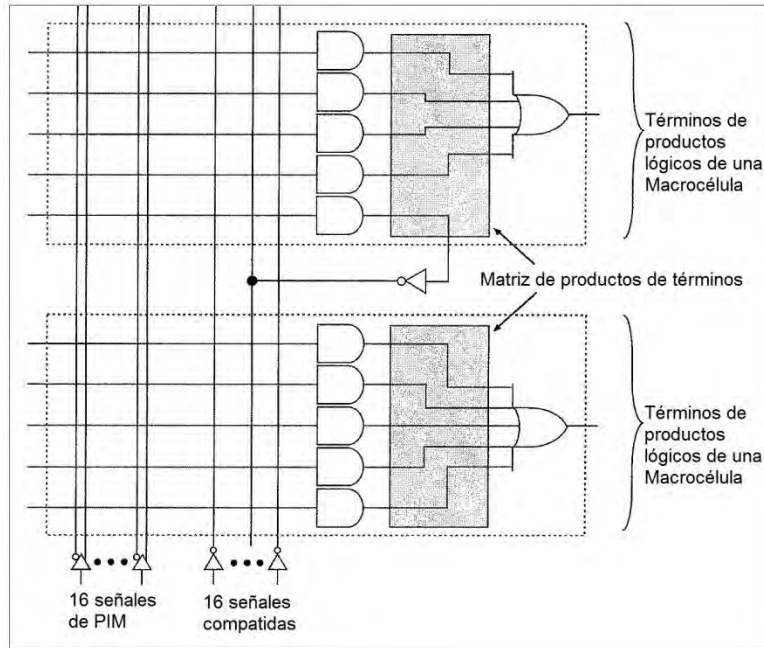 Términos de
productos
lógicos de una
Macrocélula
Matriz de productos de términos
Términos de
productos
lógicos de una
Macrocélula
16 señales
de PIM
16 señales
compatidas